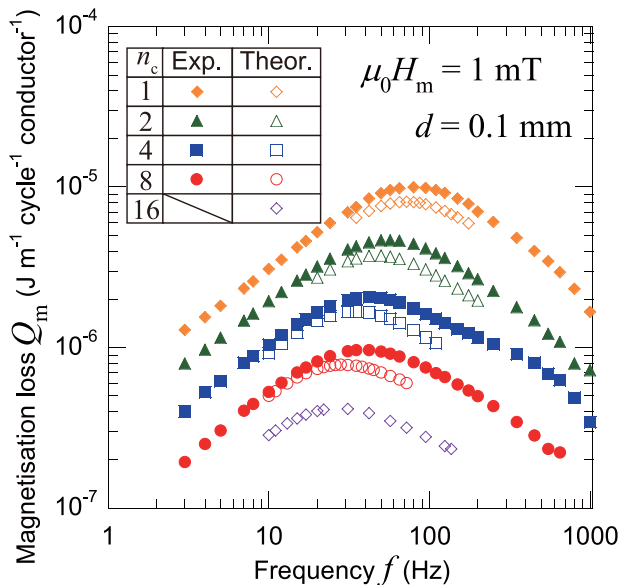 10⁻⁴
n_c Exp. Theor.
1
2
4
8
16
μ₀H_m = 1 mT
d = 0.1 mm
10⁻⁵
10⁻⁶
10⁻⁷
Magnetisation loss Q_m (J m⁻¹ cycle⁻¹ conductor⁻¹)
1 10 100 1000
Frequency f (Hz)